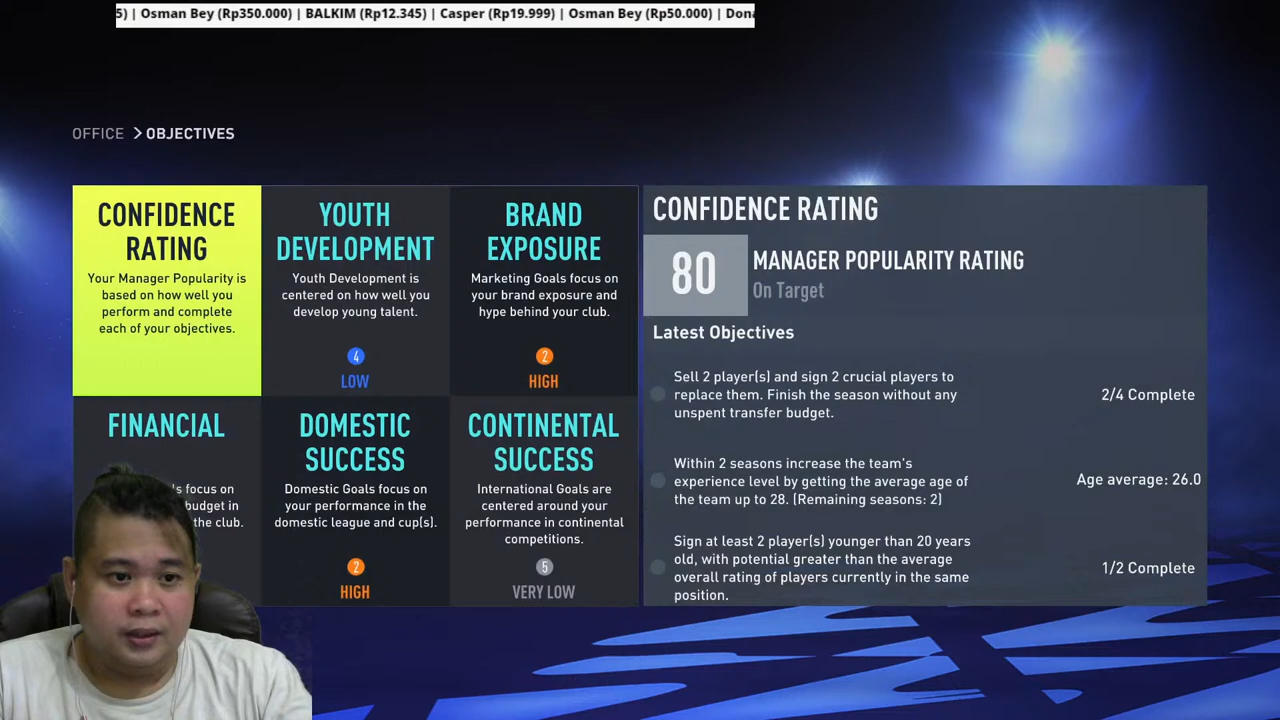 5) | Osman Bey (Rp350.000) | BALKIM (Rp12.345) | Casper (Rp19.999) | Osman Bey (Rp50.000) | Dona
OFFICE > OBJECTIVES
CONFIDENCE
RATING
Your Manager Popularity is
based on how well you
perform and complete
each of your objectives.
YOUTH
DEVELOPMENT
Youth Development is
centered on how well you
develop young talent.
4
LOW
BRAND
EXPOSURE
Marketing Goals focus on
your brand exposure and
hype behind your club.
2
HIGH
FINANCIAL
focus on
budget in
the club.
DOMESTIC
SUCCESS
Domestic Goals focus on
your performance in the
domestic league and cup(s).
2
HIGH
CONTINENTAL
SUCCESS
International Goals are
centered around your
performance in continental
competitions.
5
VERY LOW
CONFIDENCE RATING
80
MANAGER POPULARITY RATING
On Target
Latest Objectives
Sell 2 player(s) and sign 2 crucial players to
replace them. Finish the season without any
unspent transfer budget.
2/4 Complete
Within 2 seasons increase the team's
experience level by getting the average age of
the team up to 28. (Remaining seasons: 2)
Age average: 26.0
Sign at least 2 player(s) younger than 20 years
old, with potential greater than the average
overall rating of players currently in the same
position.
1/2 Complete